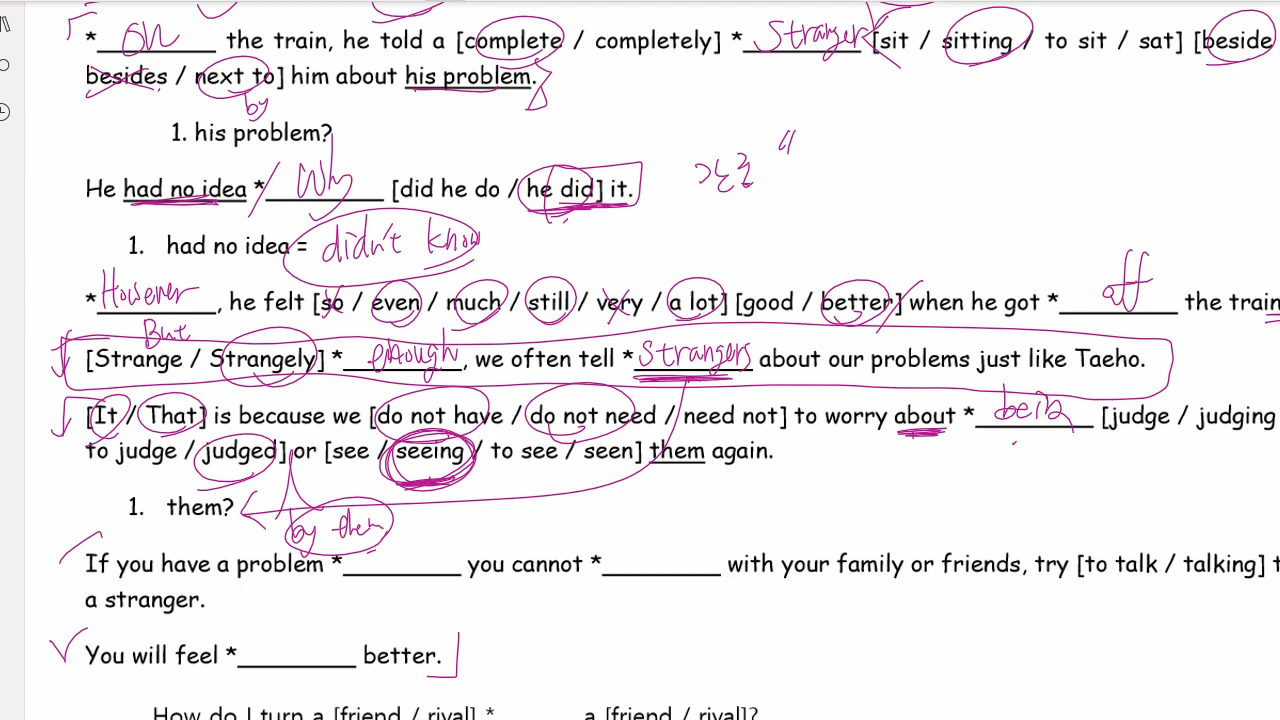 * On the train, he told a [complete / completely] * Stranger [sit / sitting / to sit / sat] [beside
besides / next to] him about his problem.
by
1. his problem?
He had no idea * Why [did he do / he did] it.
1. had no idea = didn't know
* However, he felt [so / even / much / still / very / a lot] [good / better] when he got * off the train
But
[Strange / Strangely] * enough, we often tell * Strangers about our problems just like Taeho.
[It / That] is because we [do not have / do not need / need not] to worry about * being [judge / judging
to judge / judged] or [see / seeing / to see / seen] them again.
1. them?
by them
If you have a problem *__________ you cannot *__________ with your family or friends, try [to talk / talking] t
a stranger.
You will feel *__________ better.
How do I turn a [friend / rival] *________ a [friend / rival]?